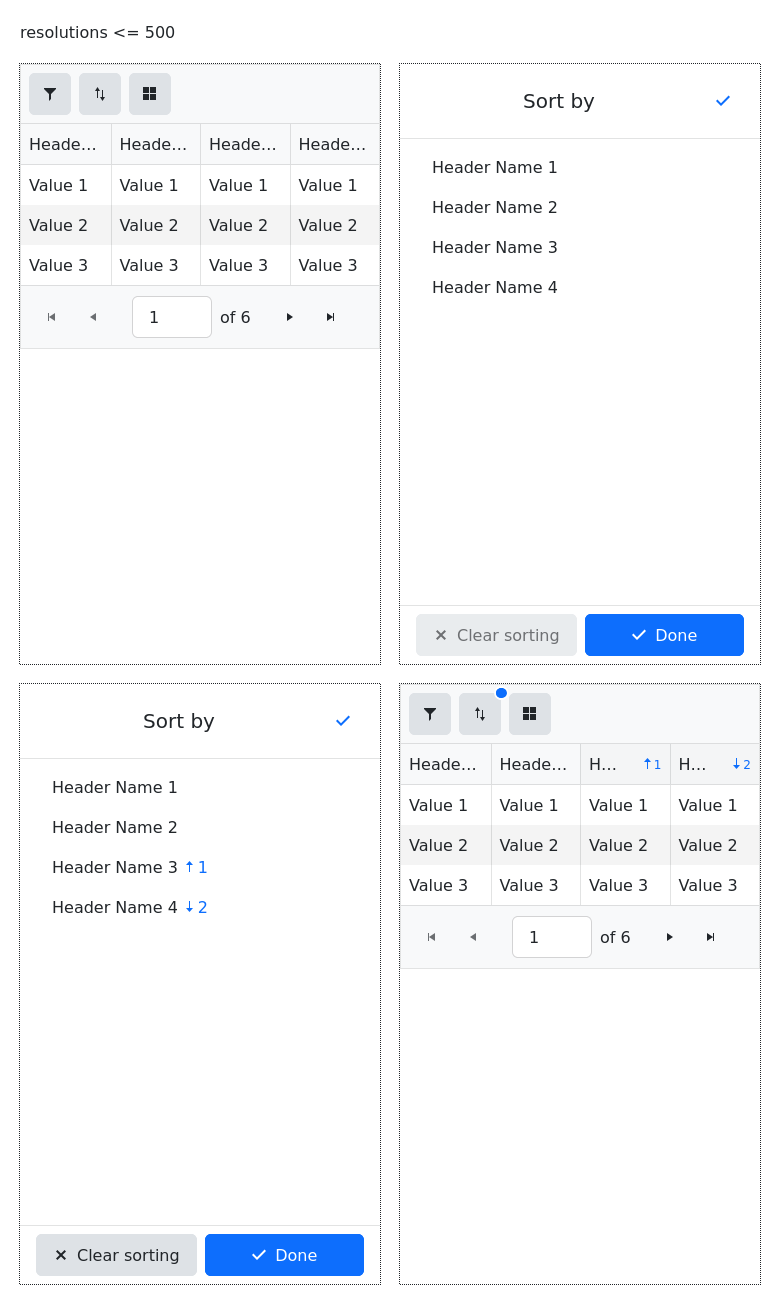 resolutions <= 500
Heade... Heade... Heade... Heade...
Value 1 Value 1 Value 1 Value 1
Value 2 Value 2 Value 2 Value 2
Value 3 Value 3 Value 3 Value 3
1 of 6
Sort by
Header Name 1
Header Name 2
Header Name 3
Header Name 4
Clear sorting Done
Sort by
Header Name 1
Header Name 2
Header Name 3 1
Header Name 4 2
Clear sorting Done
Heade... Heade... H... 1 H... 2
Value 1 Value 1 Value 1 Value 1
Value 2 Value 2 Value 2 Value 2
Value 3 Value 3 Value 3 Value 3
1 of 6